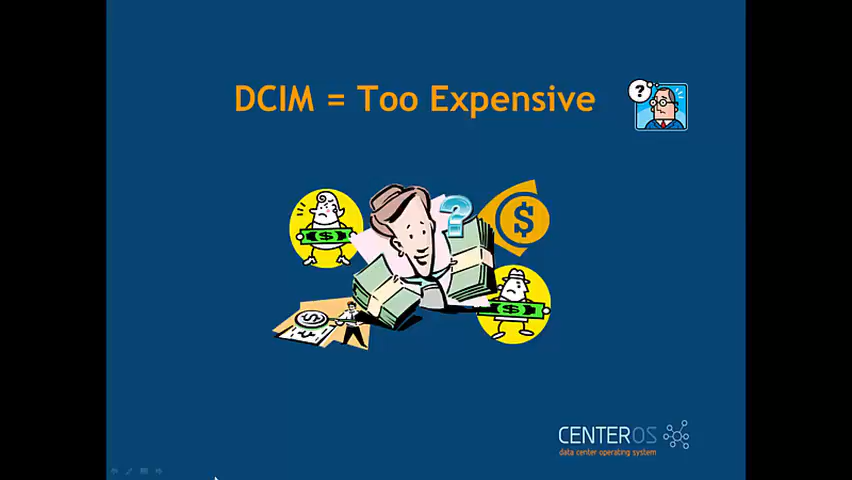 DCIM = Too Expensive
?
?
$
$
$
$
CENTEROS
data center operating system